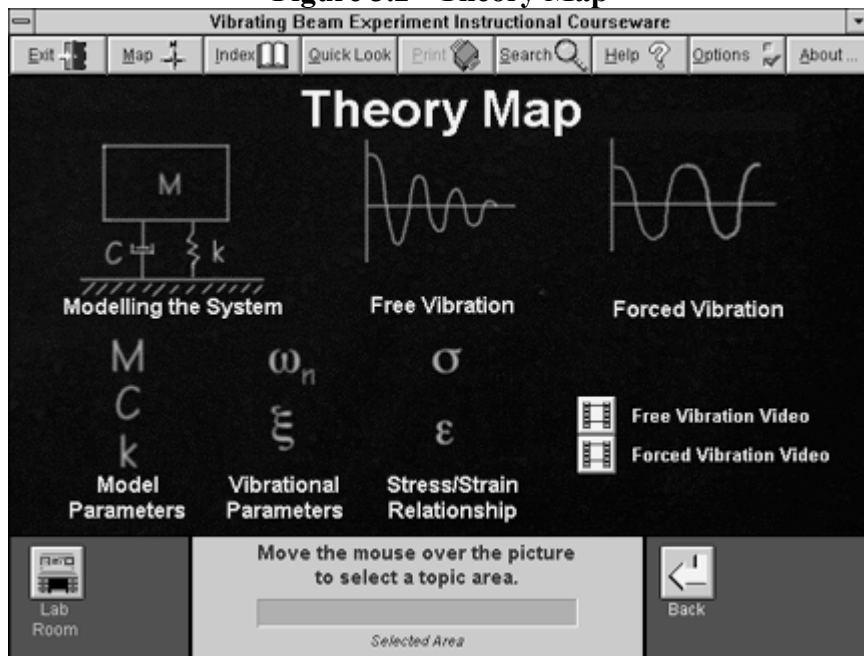 Vibrating Beam Experiment Instructional Courseware
Exit Map Index Quick Look Print Search Help Options About ...
Theory Map
M
C k
Modelling the System
Free Vibration
Forced Vibration
M ωn σ
C ξ ε
k
Model Parameters
Vibrational Parameters
Stress/Strain Relationship
Free Vibration Video
Forced Vibration Video
Lab
Room
Move the mouse over the picture
to select a topic area.
Selected Area
Back